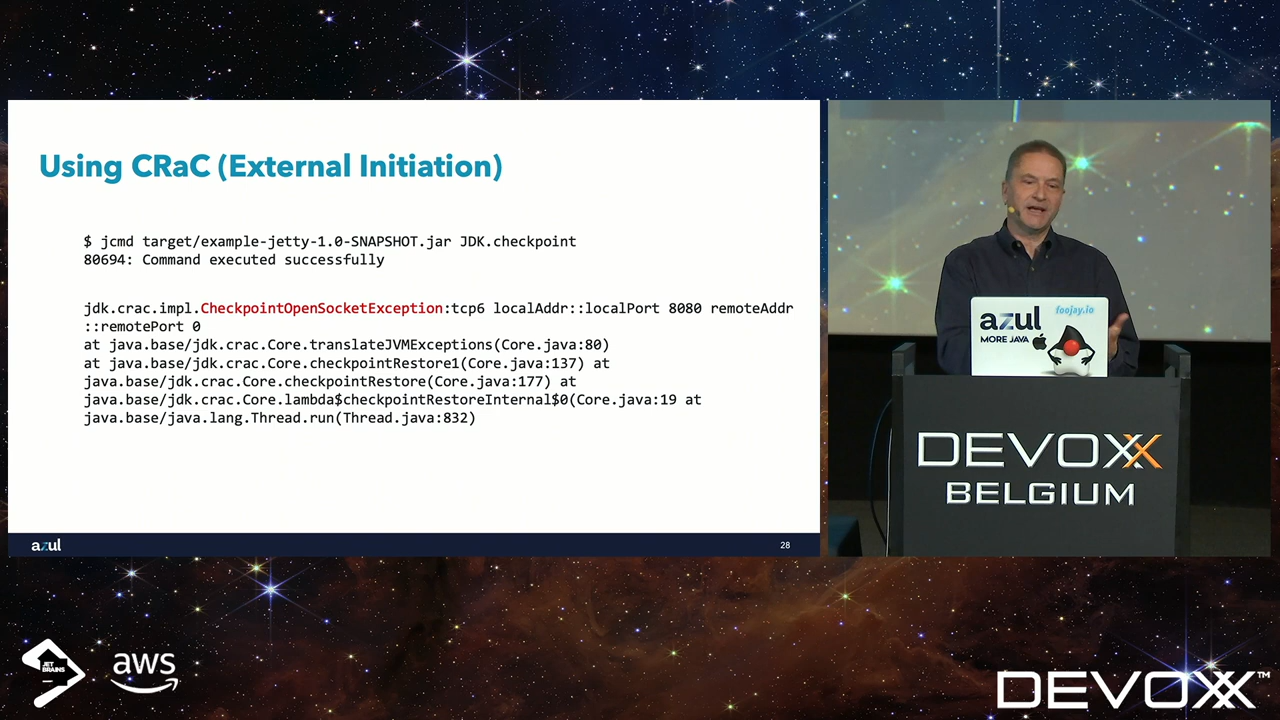 Using CRaC (External Initiation)
$ jcmd target/example-jetty-1.0-SNAPSHOT.jar JDK.checkpoint
80694: Command executed successfully
jdk.crac.impl.CheckpointOpenSocketException:tcp6 localAddr::localPort 8080 remoteAddr
::remotePort 0
at java.base/jdk.crac.Core.translateJVMExceptions(Core.java:80)
at java.base/jdk.crac.Core.checkpointRestore1(Core.java:137) at
java.base/jdk.crac.Core.checkpointRestore(Core.java:177) at
java.base/jdk.crac.Core.lambda$checkpointRestoreInternal$0(Core.java:19 at
java.base/java.lang.Thread.run(Thread.java:832)
azul
28
azul
MORE JAVA
foojay.io
DEVOXX
BELGIUM
JET
BRAINS
aws
DEVOXX™